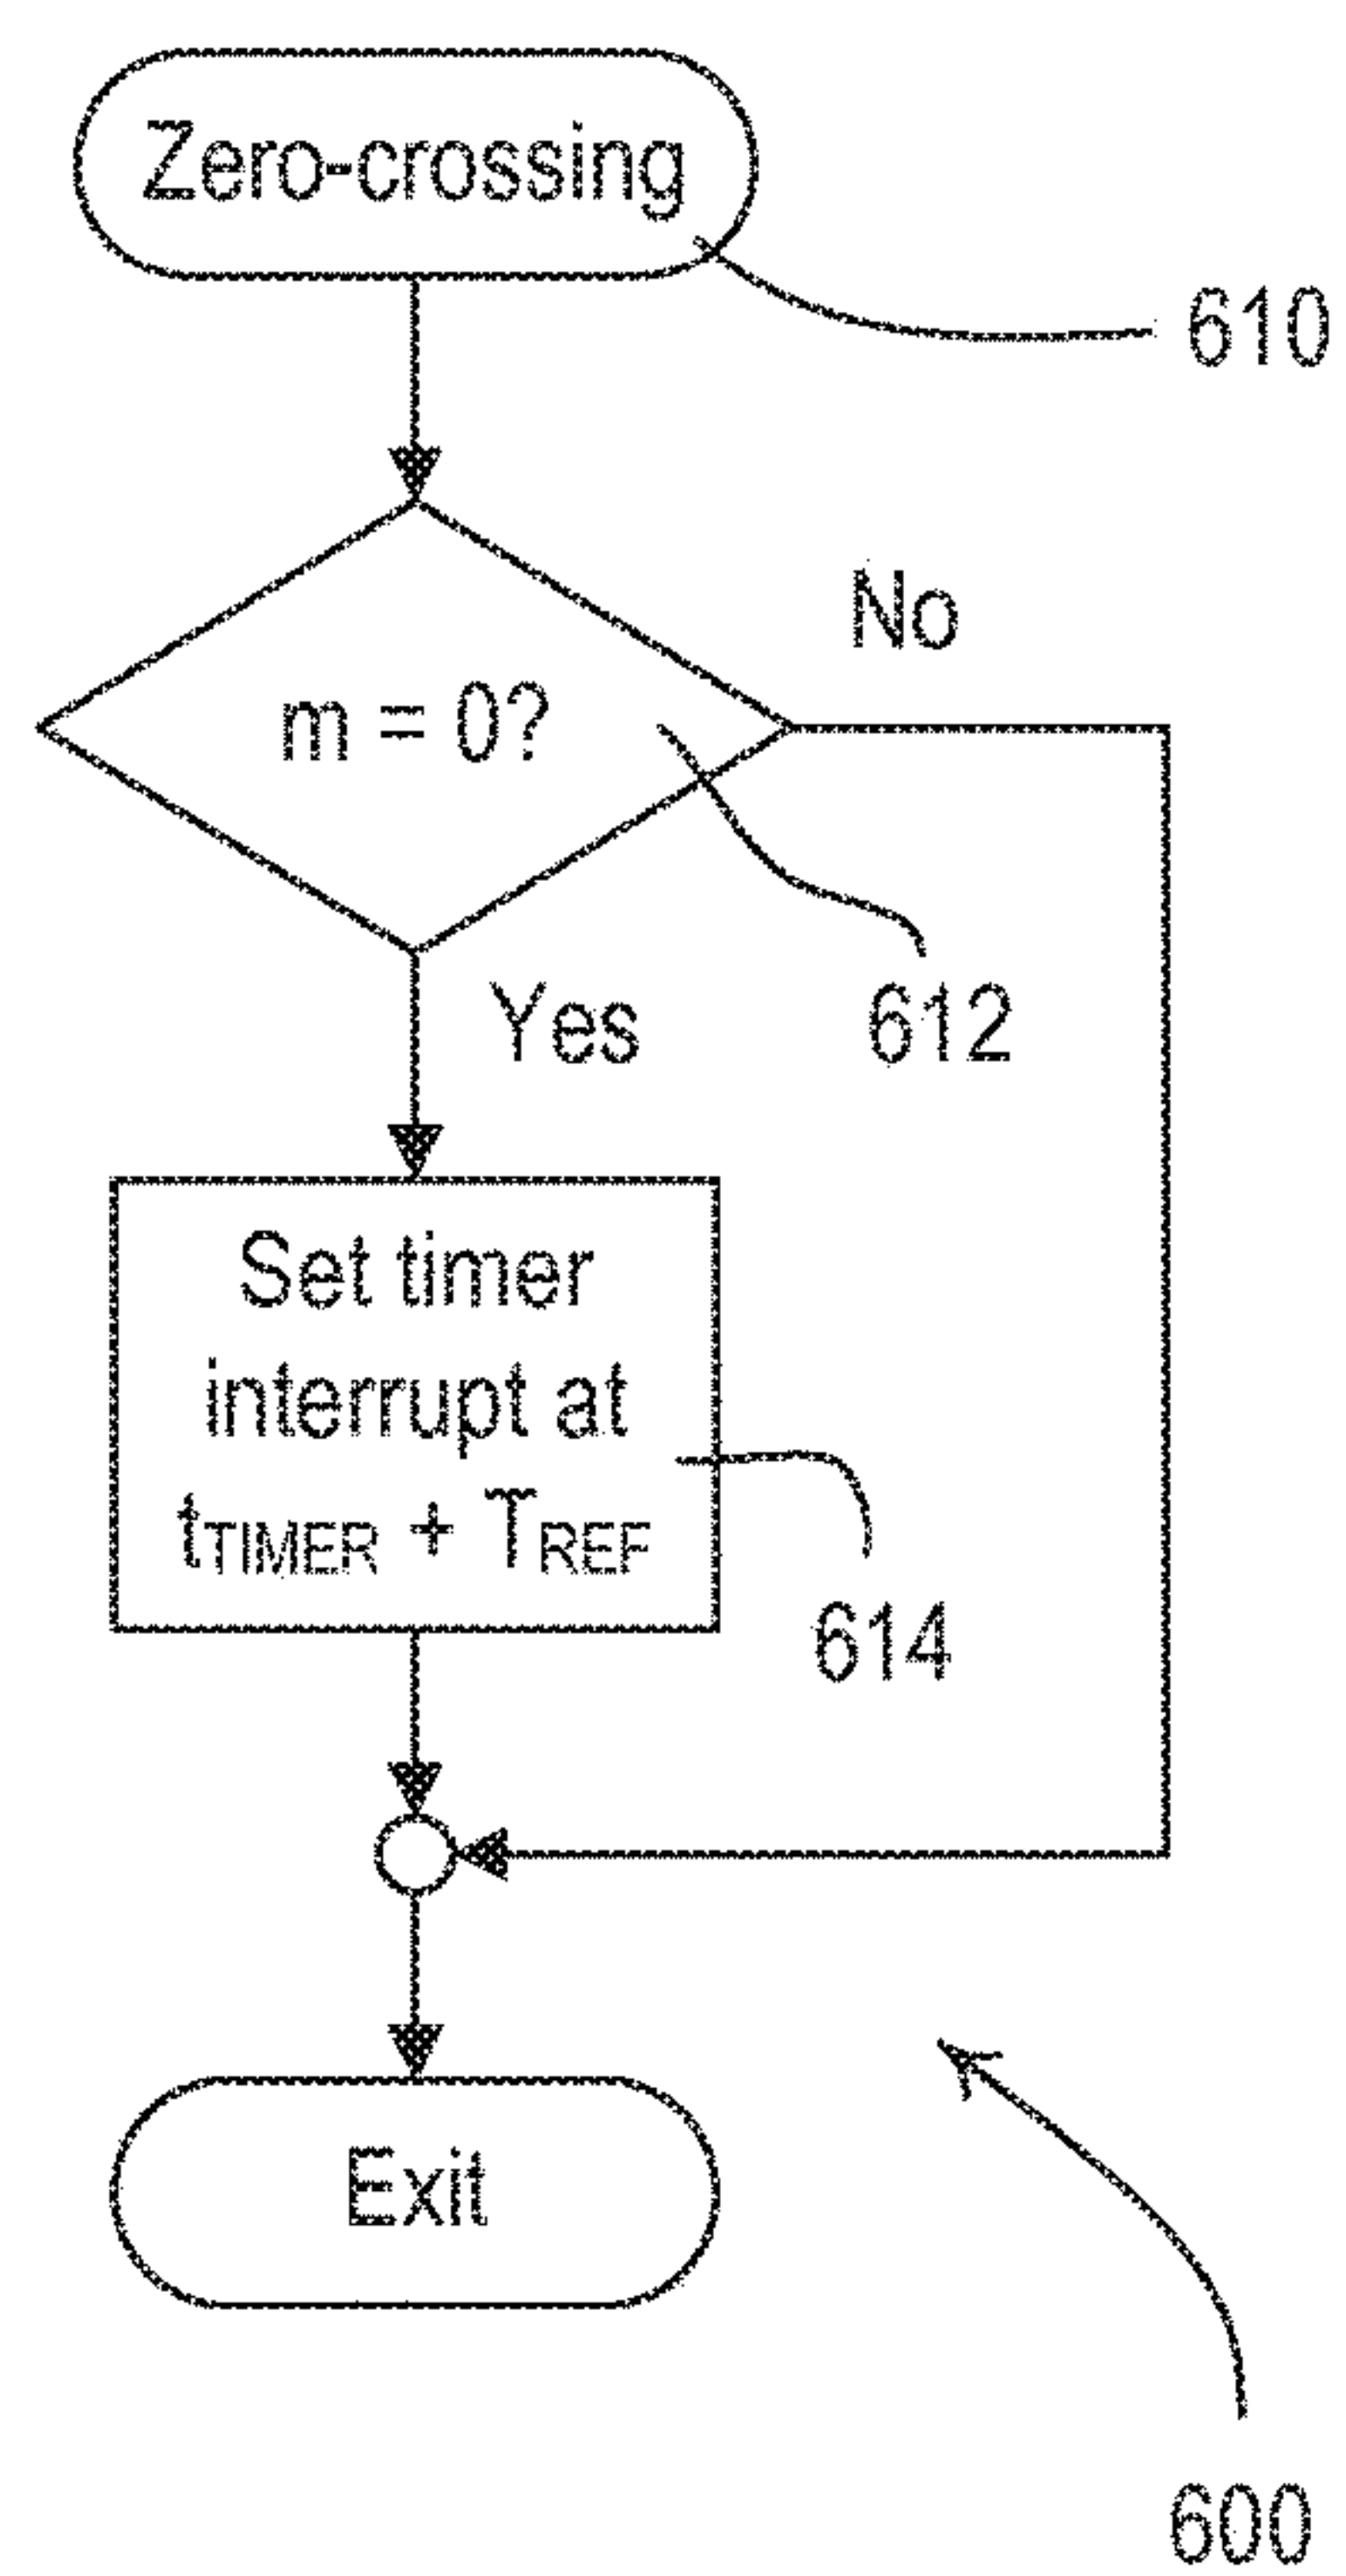 Zero-crossing
610
No
m = 0?
612
Yes
Set timer
interrupt at
tTIMER + TREF
614
Exit
600